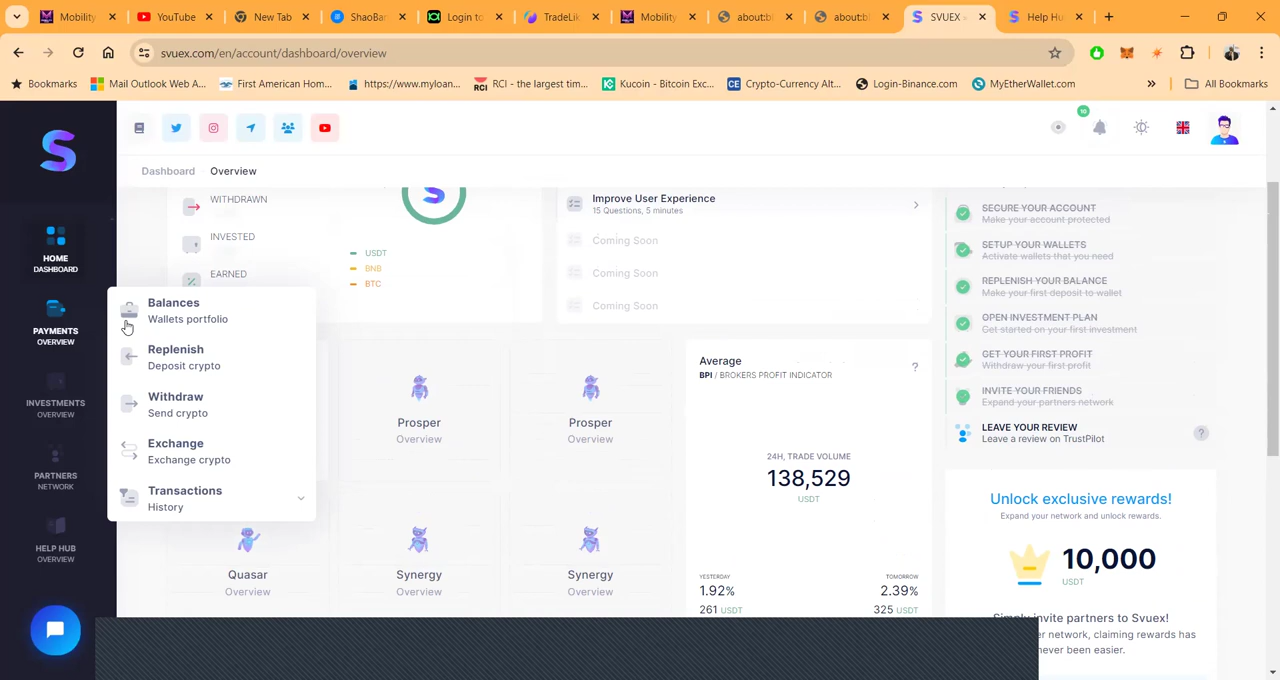 Mobility
YouTube
New Tab
ShaoBa
Login to
TradeLik
Mobility
about:bl
about:bl
SVUEX
Help Hu
svuex.com/en/account/dashboard/overview
Bookmarks
Mail Outlook Web A...
First American Hom...
https://www.myloan...
RCI - the largest tim...
Kucoin - Bitcoin Exc...
Crypto-Currency Alt...
Login-Binance.com
MyEtherWallet.com
All Bookmarks
10
Dashboard
Overview
HOME
DASHBOARD
PAYMENTS
OVERVIEW
INVESTMENTS
OVERVIEW
PARTNERS
NETWORK
HELP HUB
OVERVIEW
Balances
Wallets portfolio
Replenish
Deposit crypto
Withdraw
Send crypto
Exchange
Exchange crypto
Transactions
History
WITHDRAWN
INVESTED
EARNED
USDT
BNB
BTC
Improve User Experience
15 Questions, 5 minutes
Coming Soon
Coming Soon
Coming Soon
Prosper
Overview
Prosper
Overview
Quasar
Overview
Synergy
Overview
Synergy
Overview
Average
BPI / BROKERS PROFIT INDICATOR
?
24H, TRADE VOLUME
138,529
USDT
YESTERDAY
1.92%
261 USDT
TOMORROW
2.39%
325 USDT
SECURE YOUR ACCOUNT
Make your account protected
SETUP YOUR WALLETS
Activate wallets that you need
REPLENISH YOUR BALANCE
Make your first deposit to wallet
OPEN INVESTMENT PLAN
Get started on your first investment
GET YOUR FIRST PROFIT
Withdraw your first profit
INVITE YOUR FRIENDS
Expand your partners network
LEAVE YOUR REVIEW
Leave a review on TrustPilot
?
Unlock exclusive rewards!
Expand your network and unlock rewards.
10,000
USDT
Simply invite partners to Svuex!
network, claiming rewards has
never been easier.